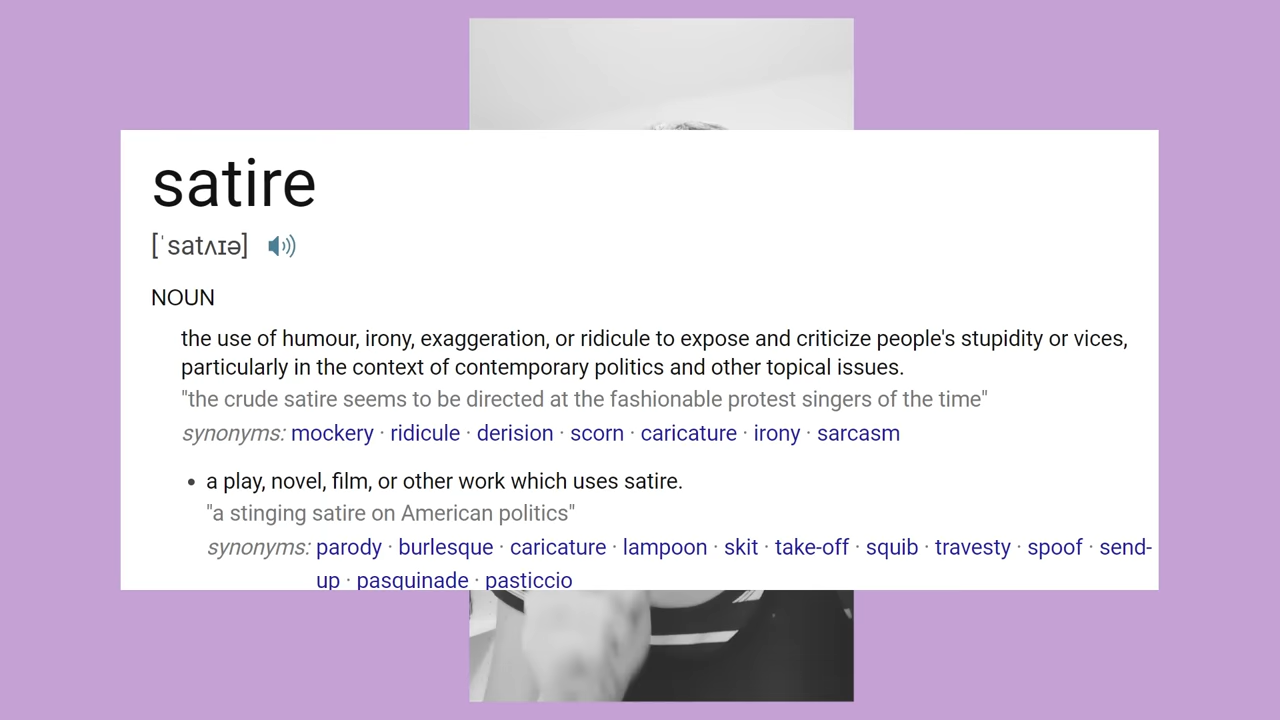 satire
[ˈsatʌɪə]
NOUN
the use of humour, irony, exaggeration, or ridicule to expose and criticize people's stupidity or vices,
particularly in the context of contemporary politics and other topical issues.
"the crude satire seems to be directed at the fashionable protest singers of the time"
synonyms: mockery · ridicule · derision · scorn · caricature · irony · sarcasm
• a play, novel, film, or other work which uses satire.
"a stinging satire on American politics"
synonyms: parody · burlesque · caricature · lampoon · skit · take-off · squib · travesty · spoof · send-
up · pasquinade · pasticcio